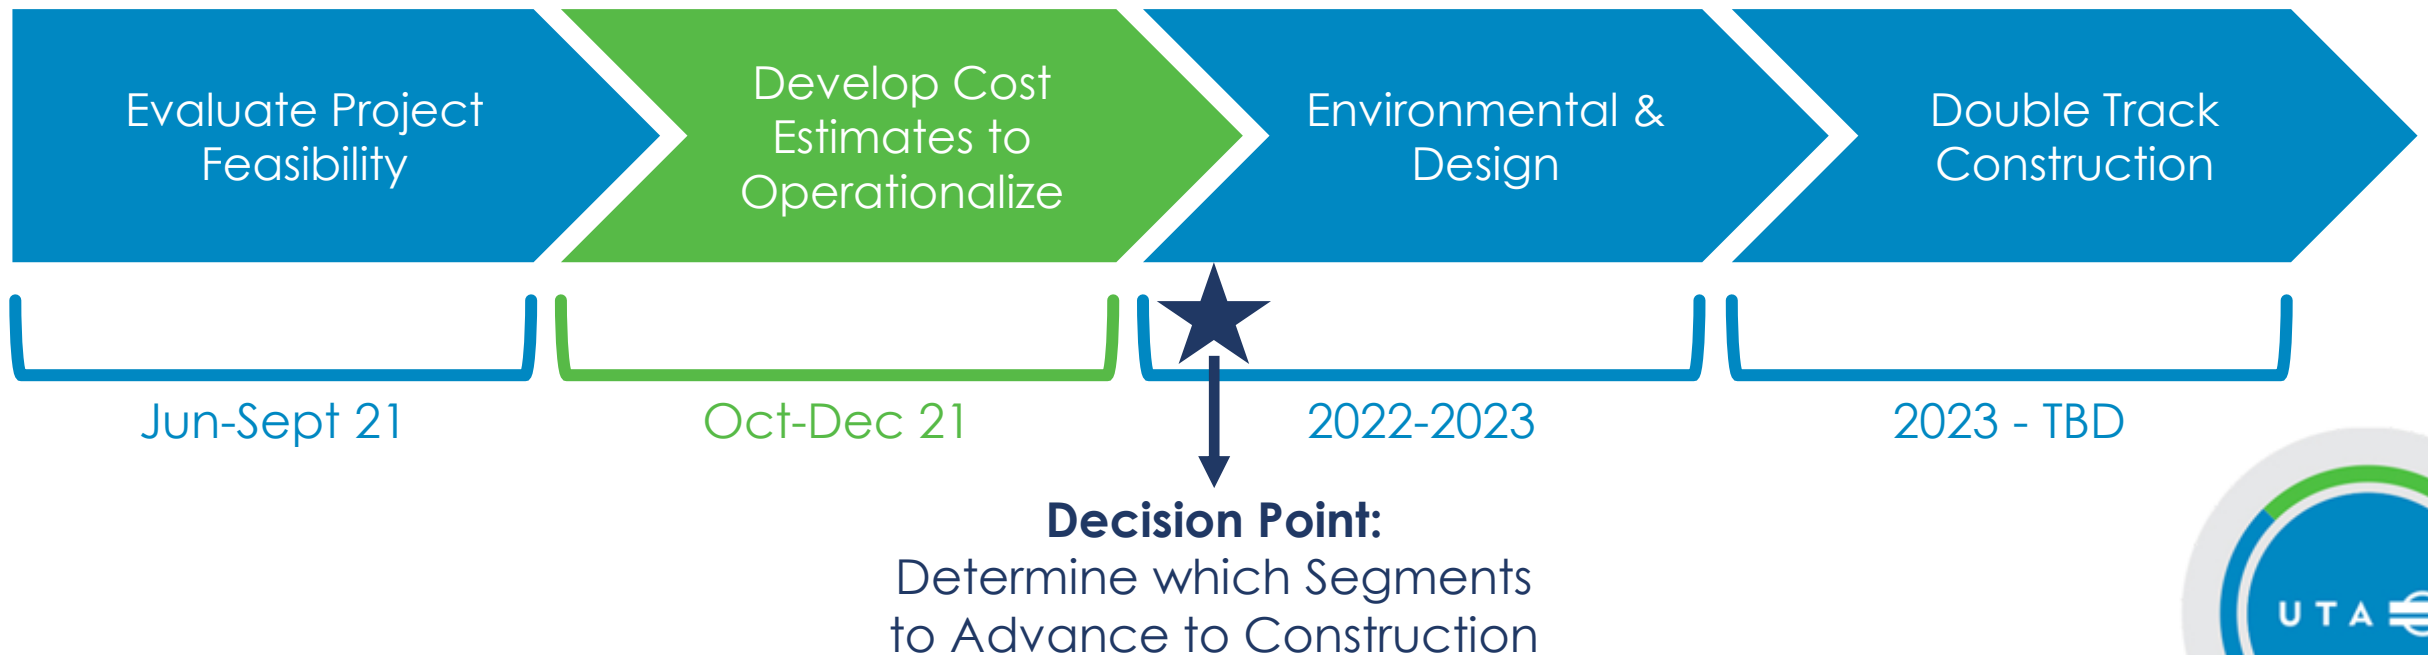 Evaluate Project
Feasibility
Develop Cost
Estimates to
Operationalize
Environmental &
Design
Double Track
Construction
Jun-Sept 21
Oct-Dec 21
2022-2023
2023 - TBD
Decision Point:
Determine which Segments
to Advance to Construction
UTA